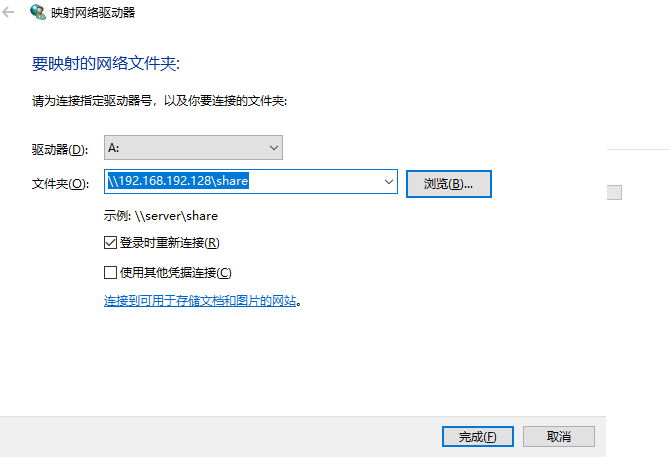 映射网络驱动器
要映射的网络文件夹:
请为连接指定驱动器号，以及你要连接的文件夹:
驱动器(D): A:
文件夹(O): \\192.168.192.128\share 浏览(B)...
示例: \\server\share
登录时重新连接(R)
使用其他凭据连接(C)
连接到可用于存储文档和图片的网站。
完成(F) 取消